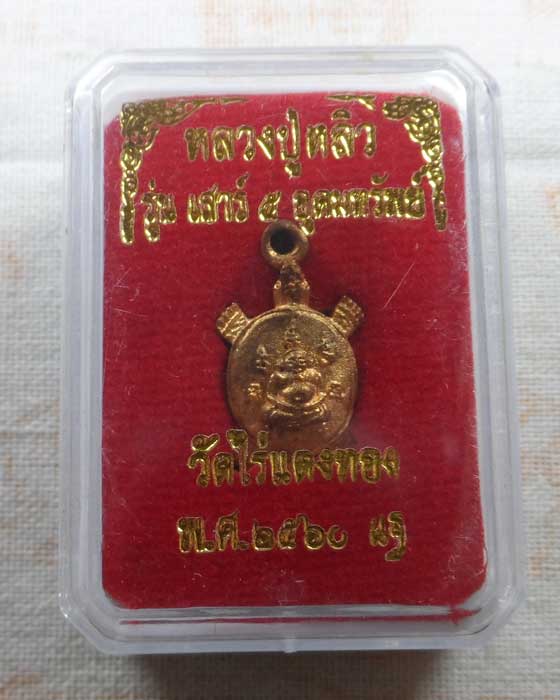 หลวงปู่หลิว
รุ่น เสาร์ ๕ อุดมทรัพย์
วัดไร่แตงทอง
พ.ศ.๒๕๖๐ นฐ